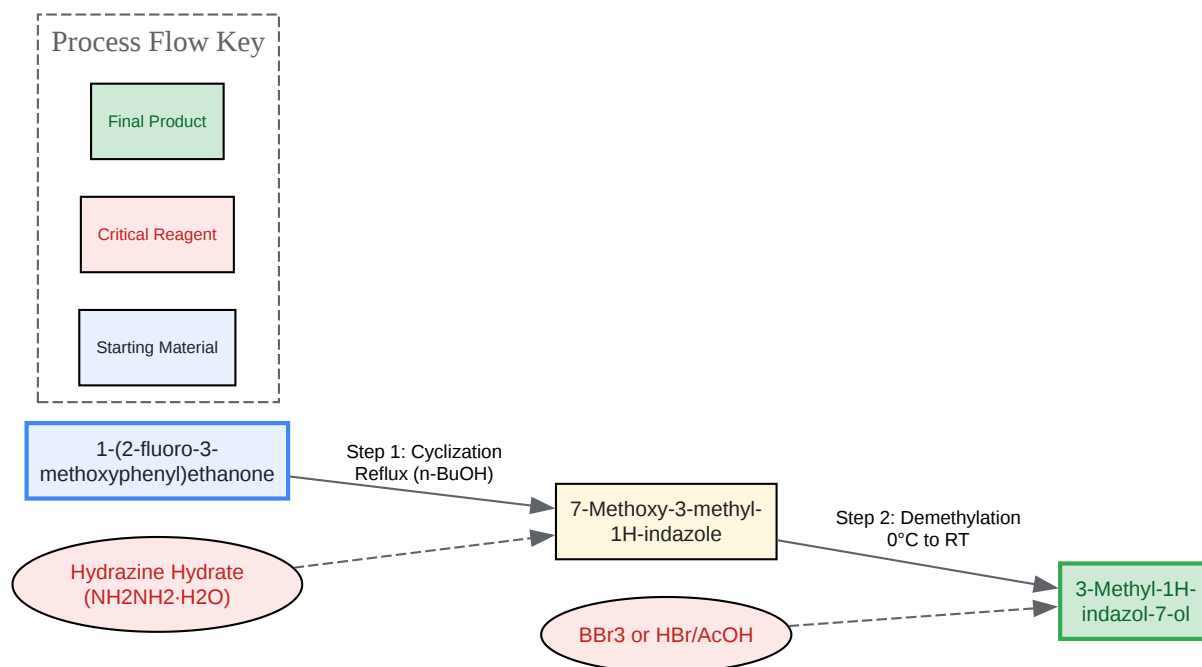 Process Flow Key
Final Product
Critical Reagent
Starting Material
1-(2-fluoro-3-
methoxyphenyl)ethanone
Step 1: Cyclization
Reflux (n-BuOH)
Hydrazine Hydrate
(NH2NH2·H2O)
7-Methoxy-3-methyl-
1H-indazole
Step 2: Demethylation
0°C to RT
BBr3 or HBr/AcOH
3-Methyl-1H-
indazol-7-ol